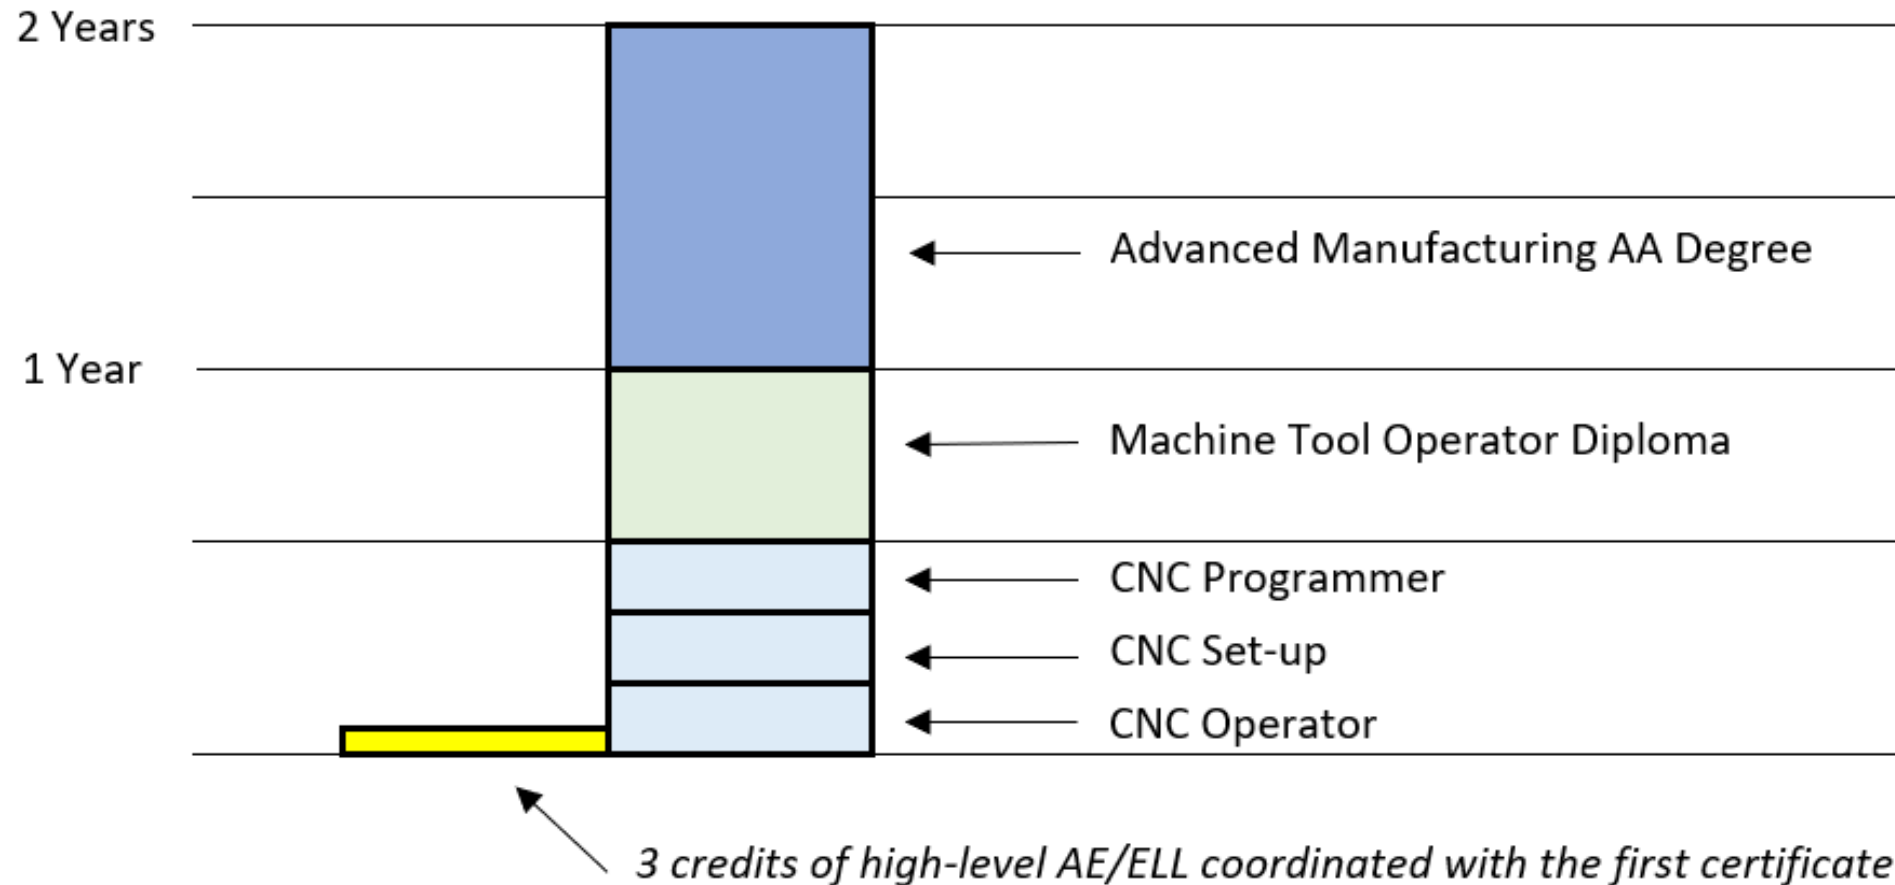 2 Years
Advanced Manufacturing AA Degree
1 Year
Machine Tool Operator Diploma
CNC Programmer
CNC Set-up
CNC Operator
3 credits of high-level AE/ELL coordinated with the first certificate